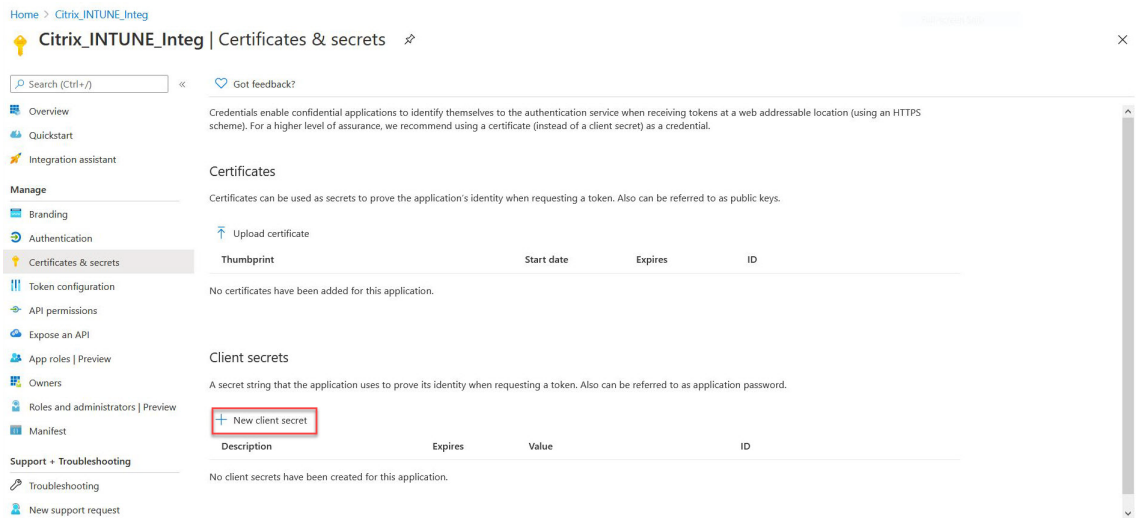 Home > Citrix_INTUNE_Integ
Citrix_INTUNE_Integ | Certificates & secrets
Search (Ctrl+/)
«
Overview
Quickstart
Integration assistant
Manage
Branding
Authentication
Certificates & secrets
Token configuration
API permissions
Expose an API
App roles | Preview
Owners
Roles and administrators | Preview
Manifest
Support + Troubleshooting
Troubleshooting
New support request
Got feedback?
Credentials enable confidential applications to identify themselves to the authentication service when receiving tokens at a web addressable location (using an HTTPS
scheme). For a higher level of assurance, we recommend using a certificate (instead of a client secret) as a credential.
Certificates
Certificates can be used as secrets to prove the application's identity when requesting a token. Also can be referred to as public keys.
Upload certificate
Thumbprint Start date Expires ID
No certificates have been added for this application.
Client secrets
A secret string that the application uses to prove its identity when requesting a token. Also can be referred to as application password.
+ New client secret
Description Expires Value ID
No client secrets have been created for this application.